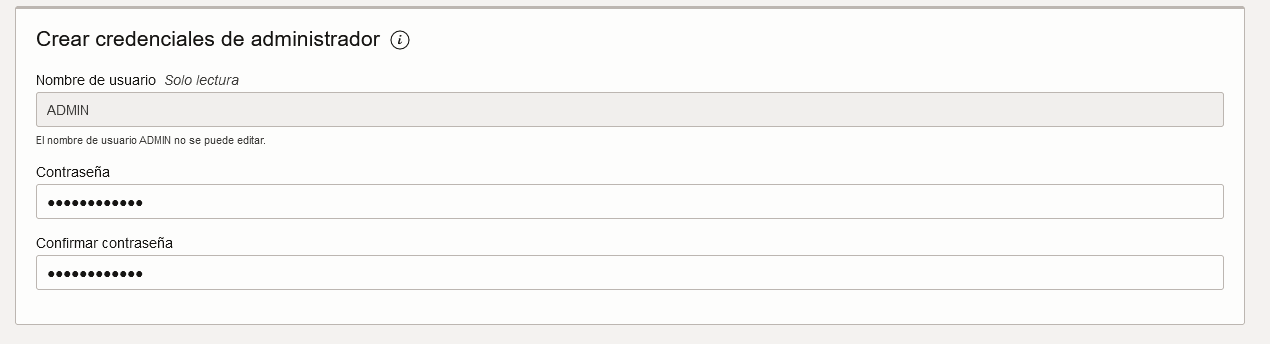 Crear credenciales de administrador i
Nombre de usuario Solo lectura
ADMIN
El nombre de usuario ADMIN no se puede editar.
Contraseña
••••••••••••
Confirmar contraseña
••••••••••••